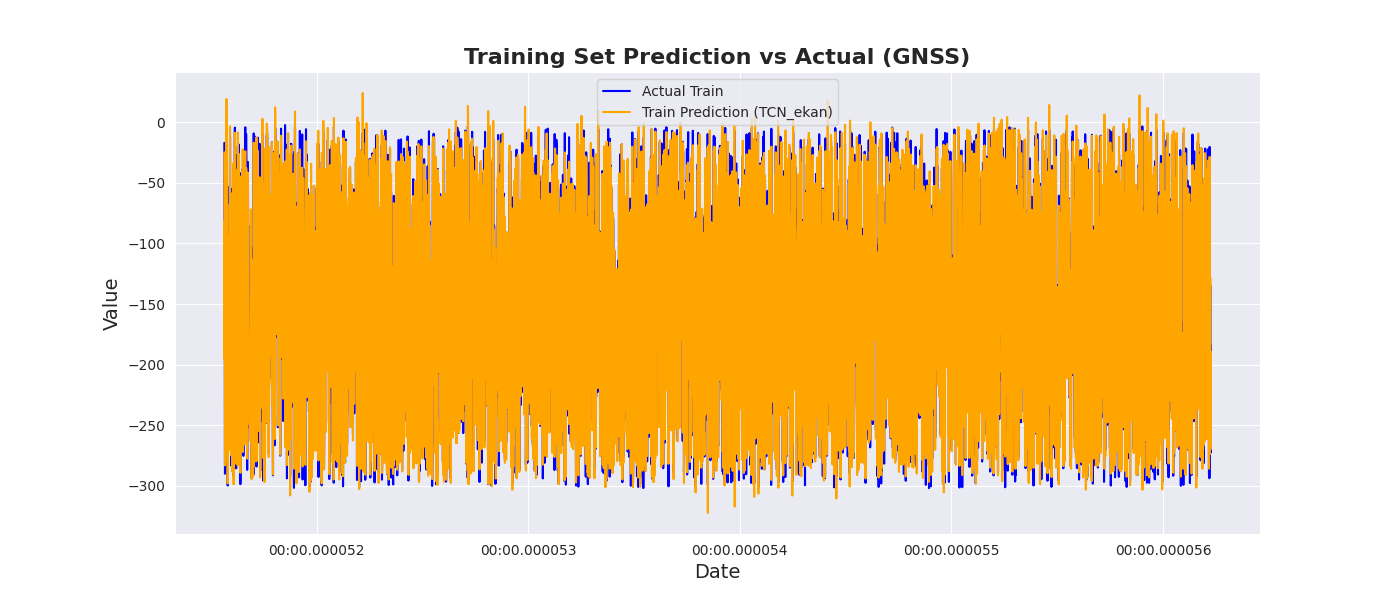 Training Set Prediction vs Actual (GNSS)
Actual Train
Train Prediction (TCN_ekan)
Value
0
−50
−100
−150
−200
−250
−300
00:00.000052
00:00.000053
00:00.000054
00:00.000055
00:00.000056
Date